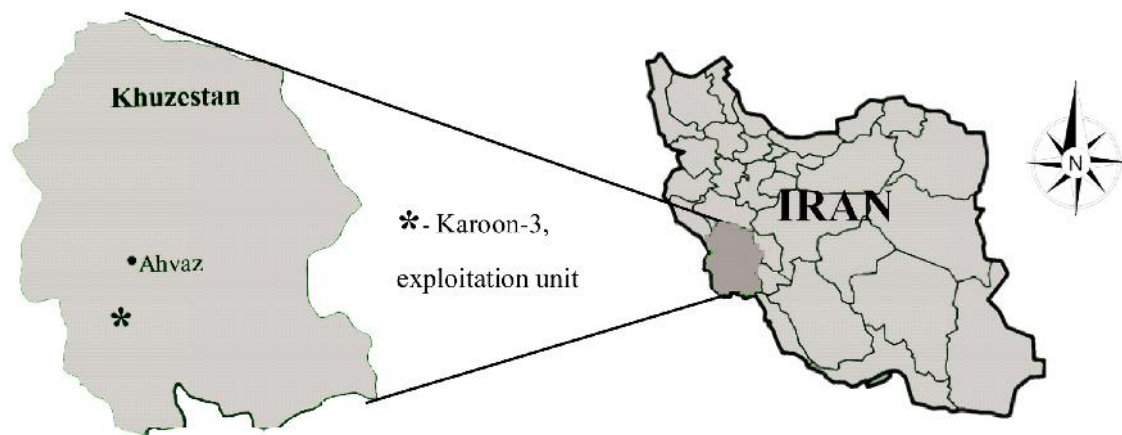 Khuzestan
IRAN
N
*- Karoon-3,
exploitation unit
•Ahvaz
*